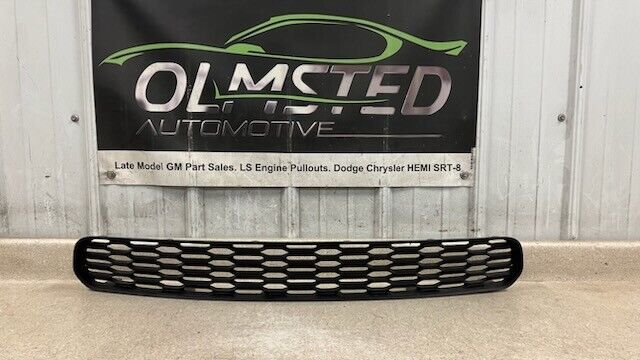 OLMSTED
AUTOMOTIVE
Late Model GM Part Sales. LS Engine Pullouts. Dodge Chrysler HEMI SRT-8